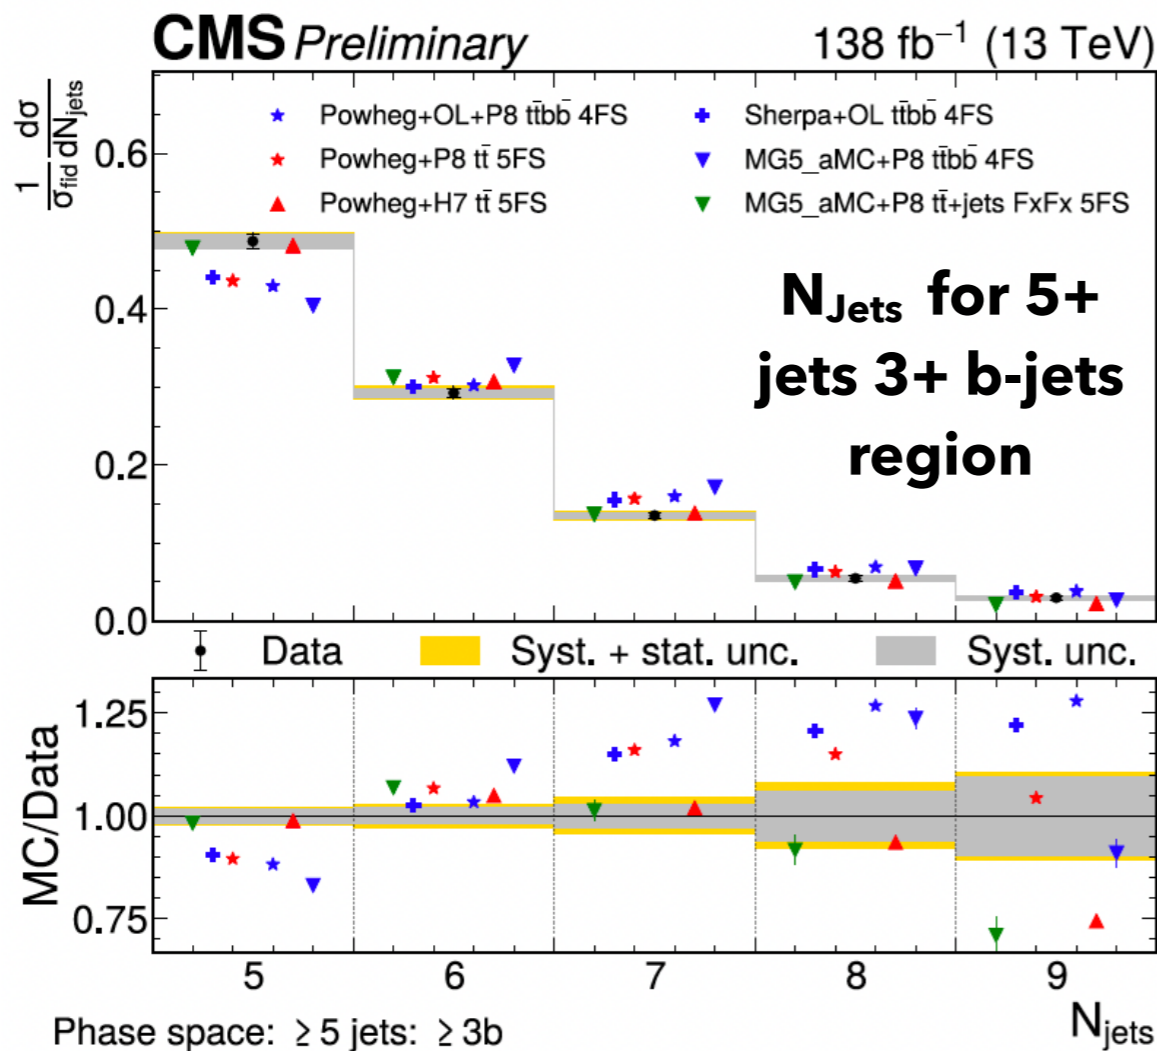 CMS Preliminary 138 fb⁻¹ (13 TeV)
1/σ_fid dσ/dN_jets
Powheg+OL+P8 tt̄bb̄ 4FS
Powheg+P8 tt̄ 5FS
Powheg+H7 tt̄ 5FS
Sherpa+OL tt̄bb̄ 4FS
MG5_aMC+P8 tt̄bb̄ 4FS
MG5_aMC+P8 tt̄+jets FxFx 5FS
0.6
0.4
0.2
0.0
N_Jets for 5+
jets 3+ b-jets
region
Data Syst. + stat. unc. Syst. unc.
MC/Data
1.25
1.00
0.75
5 6 7 8 9
N_jets
Phase space: ≥ 5 jets: ≥ 3b